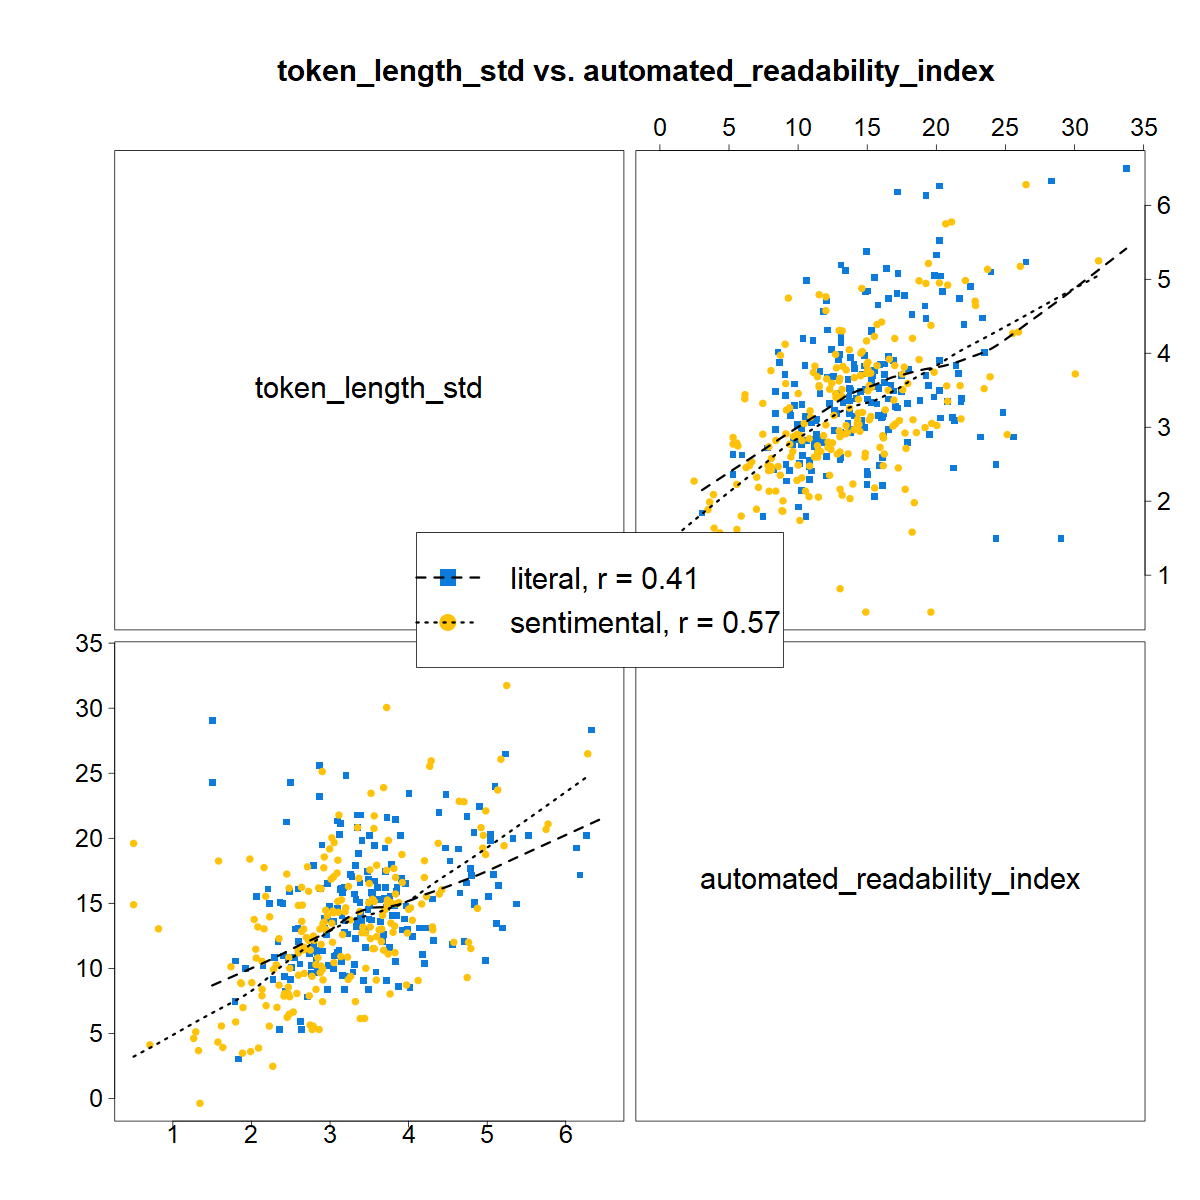 token_length_std vs. automated_readability_index
0 5 10 15 20 25 30 35
token_length_std
6
5
4
3
2
1
literal, r = 0.41
sentimental, r = 0.57
35
30
25
20
15
10
5
0
automated_readability_index
1 2 3 4 5 6